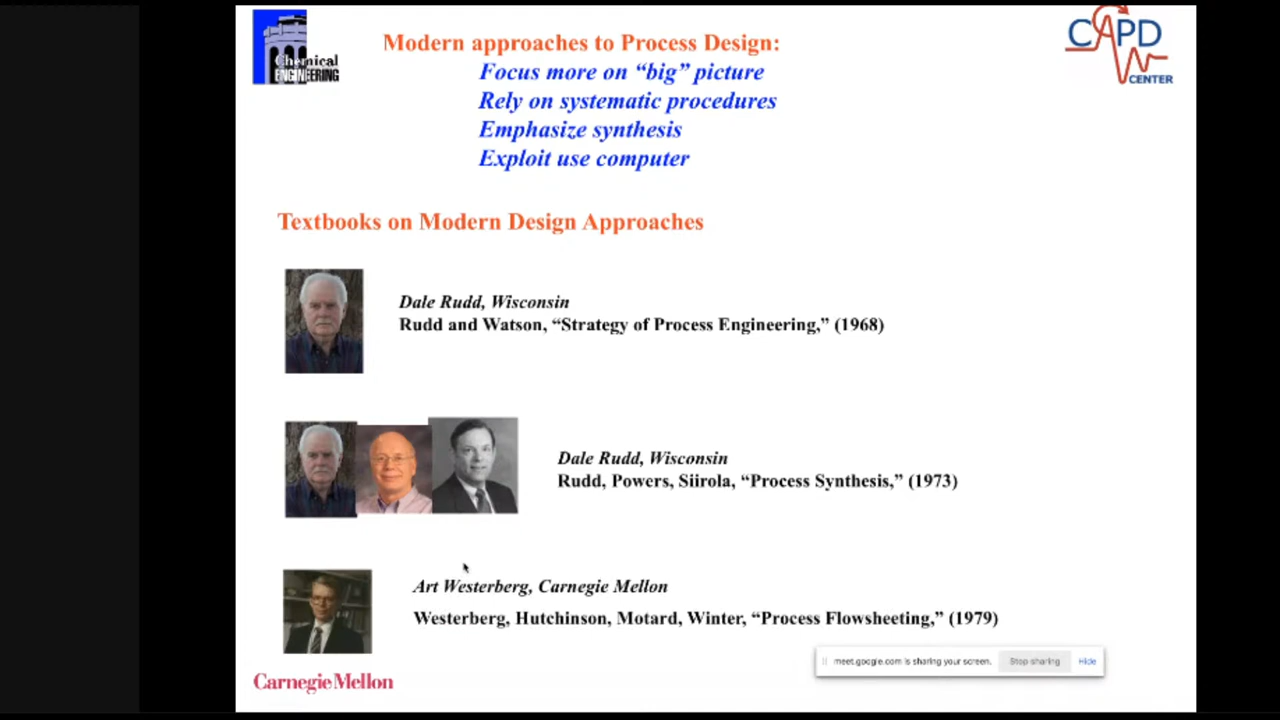 Chemical
ENGINEERING
CAPD
CENTER
Modern approaches to Process Design:
Focus more on “big” picture
Rely on systematic procedures
Emphasize synthesis
Exploit use computer
Textbooks on Modern Design Approaches
Dale Rudd, Wisconsin
Rudd and Watson, “Strategy of Process Engineering,” (1968)
Dale Rudd, Wisconsin
Rudd, Powers, Siirola, “Process Synthesis,” (1973)
Art Westerberg, Carnegie Mellon
Westerberg, Hutchinson, Motard, Winter, “Process Flowsheeting,” (1979)
meet.google.com is sharing your screen. Stop sharing Hide
Carnegie Mellon